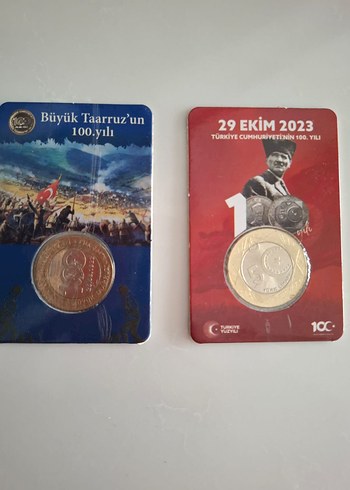 Büyük Taarruz'un
100.yılı
29 EKİM 2023
TÜRKİYE CUMHURİYETİ'NİN 100. YILI
TÜRKİYE
YÜZYILI
100